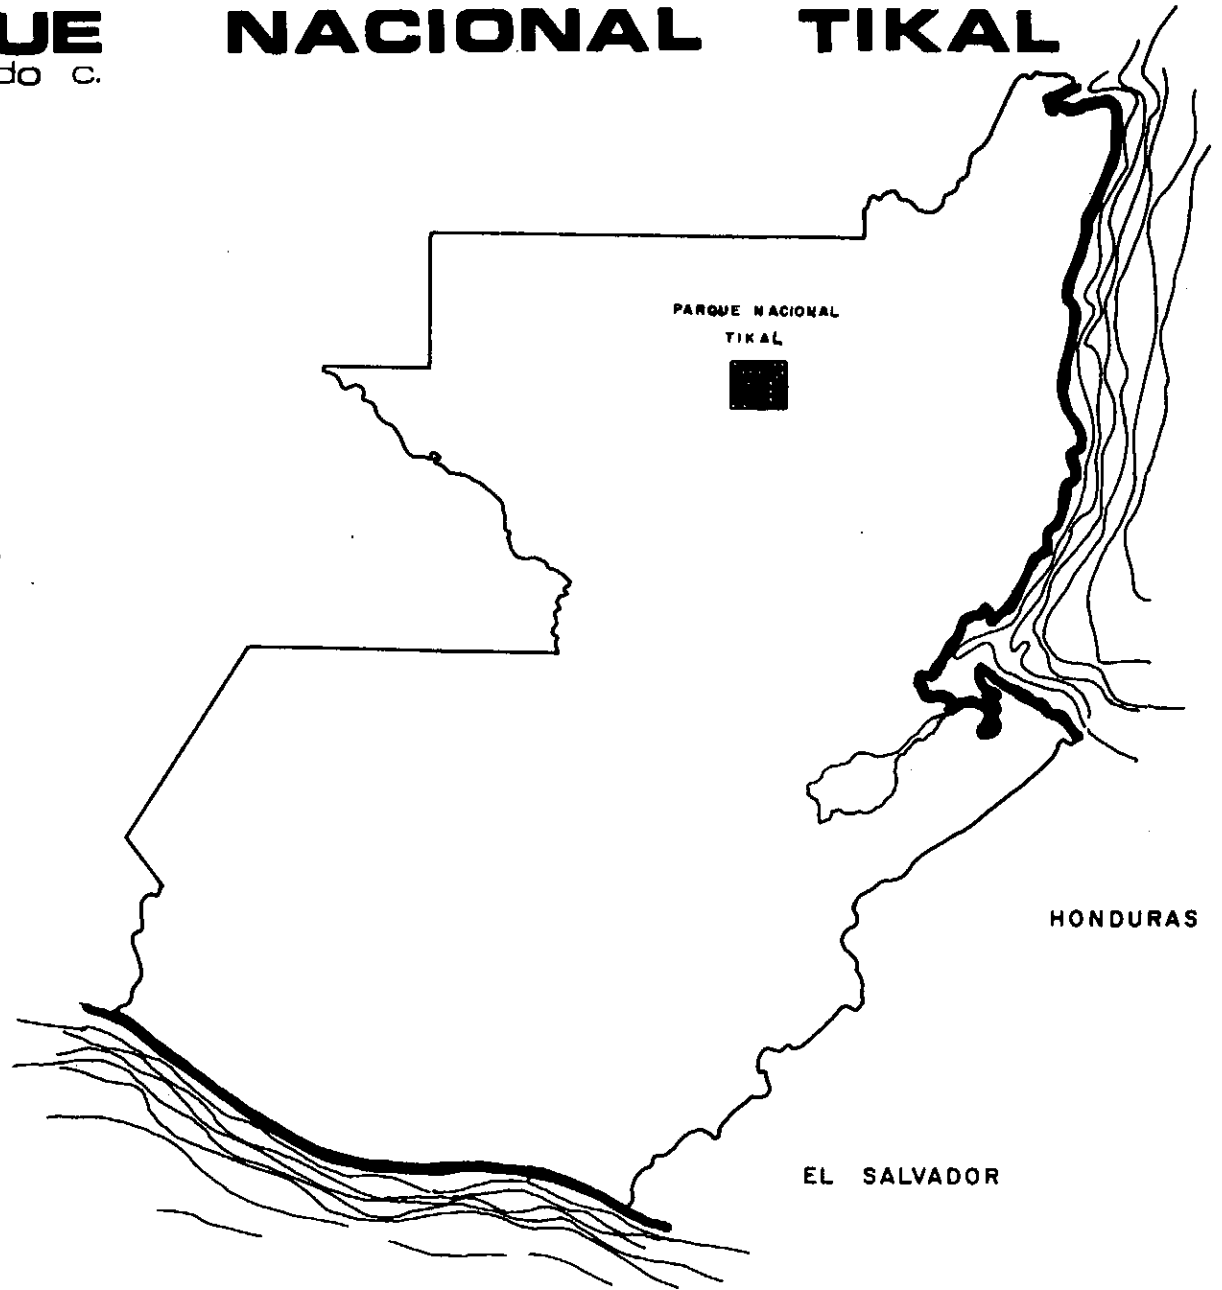 UE NACIONAL TIKAL
do c.
PARQUE NACIONAL
TIKAL
HONDURAS
EL SALVADOR